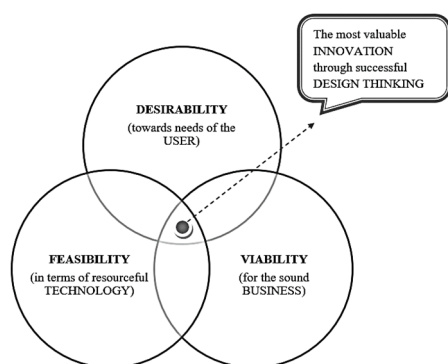 The most valuable
INNOVATION
through successful
DESIGN THINKING
DESIRABILITY
(towards needs of the
USER)
FEASIBILITY
(in terms of resourceful
TECHNOLOGY)
VIABILITY
(for the sound
BUSINESS)